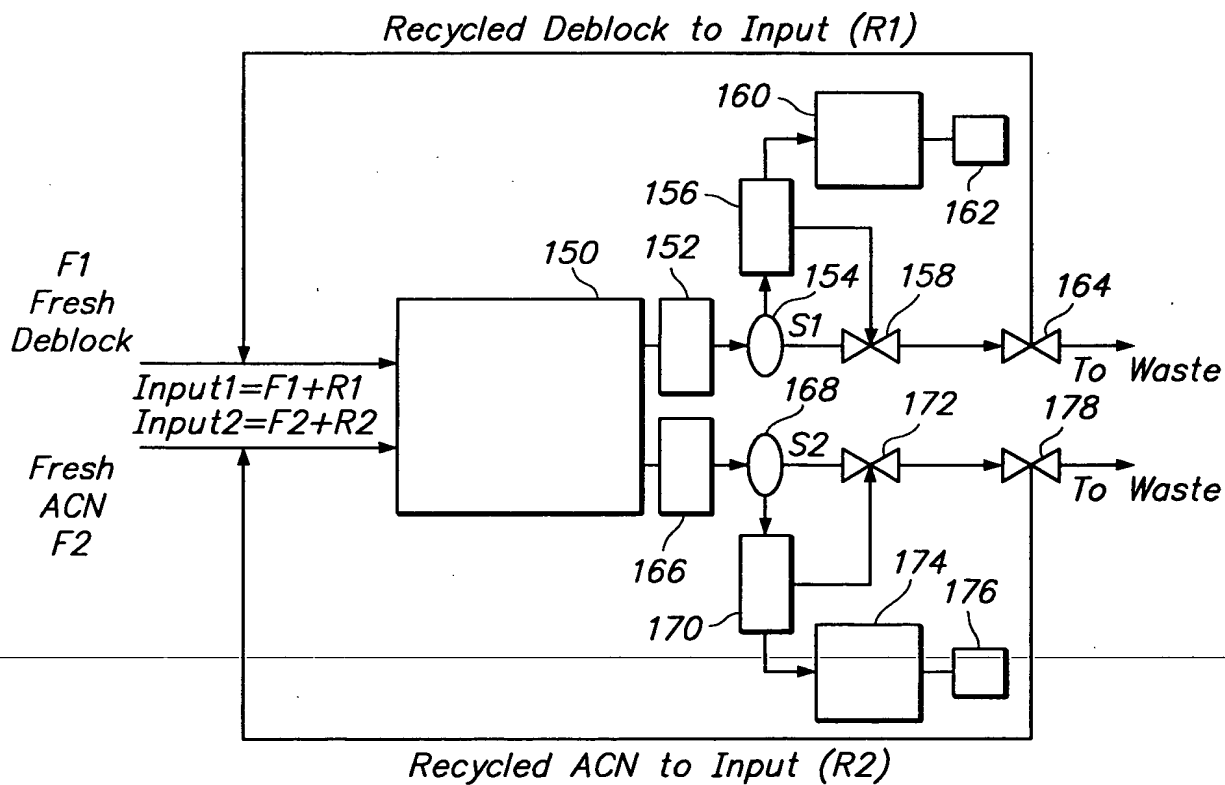 Recycled Deblock to Input (R1)
160
156
162
150
152
154
158
164
F1
Fresh
Deblock
S1
To Waste
Input1=F1+R1
Input2=F2+R2
168
172
178
S2
To Waste
Fresh
ACN
F2
166
174
176
170
Recycled ACN to Input (R2)